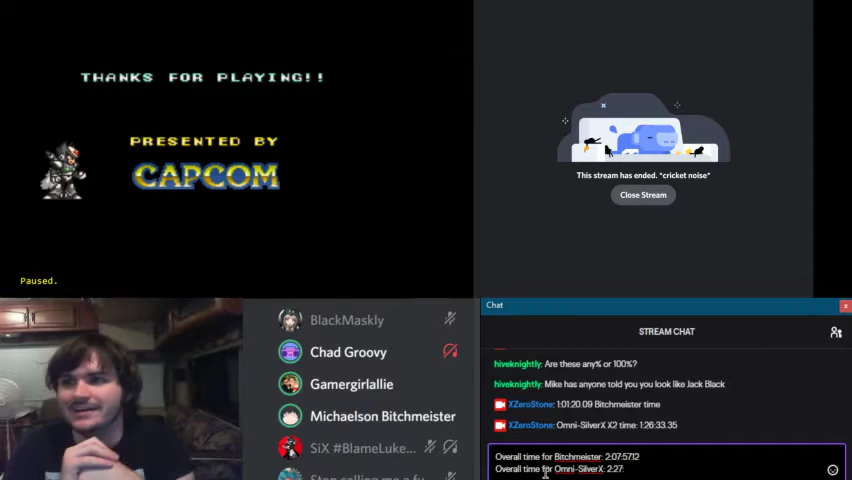 THANKS FOR PLAYING!!
PRESENTED BY
CAPCOM
Paused.
This stream has ended. *cricket noise*
Close Stream
BlackMaskly
Chad Groovy
Gamergirlallie
Michaelson Bitchmeister
SiX #BlameLuke...
Chat
STREAM CHAT
hiveknightly: Are these any% or 100%?
hiveknightly: Mike has anyone told you you look like Jack Black
XZeroStone: 1:01:20.09 Bitchmeister time
XZeroStone: Omni-SilverX X2 time: 1:26:33.35
Overall time for Bitchmeister: 2:07:57.12
Overall time for Omni-SilverX: 2:27: